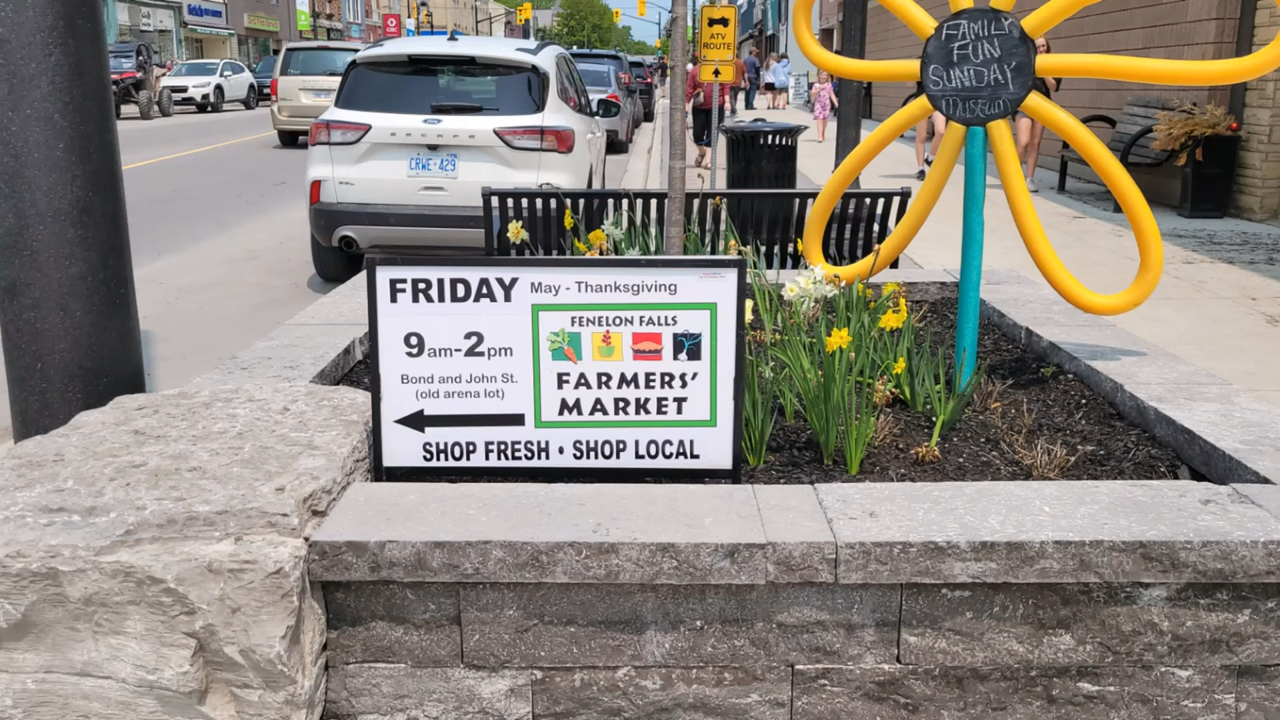 ATV
ROUTE
FAMILY
FUN
SUNDAY
museum
ESCAPE
CRWE·429
FRIDAY May - Thanksgiving
9am-2pm
Bond and John St.
(old arena lot)
FENELON FALLS
FARMERS'
MARKET
SHOP FRESH • SHOP LOCAL